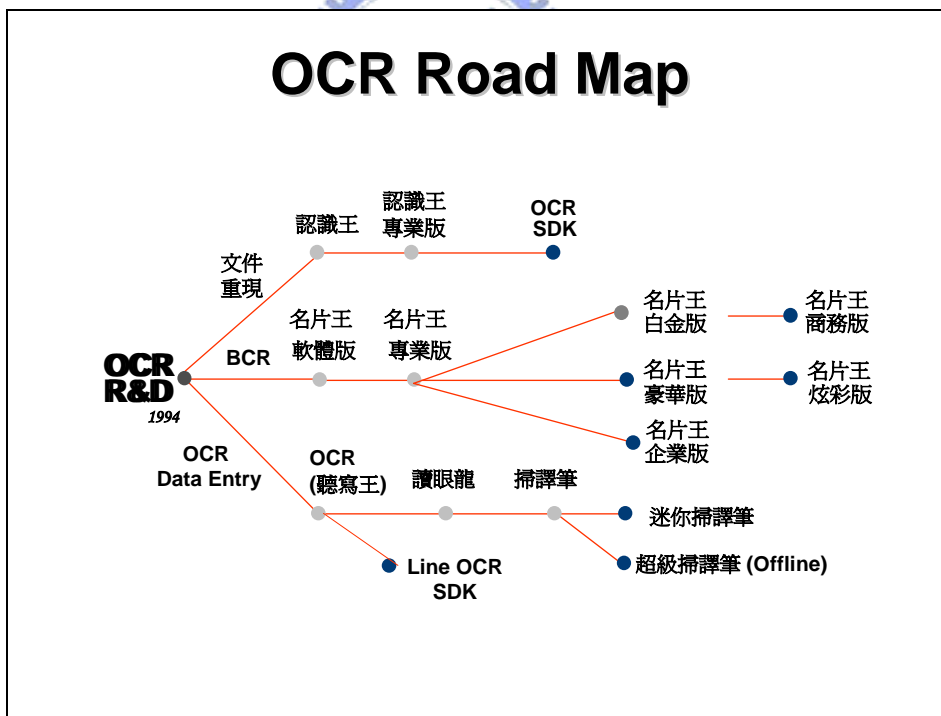 OCR Road Map
認識王
認識王
專業版
OCR
SDK
文件
重現
名片王
軟體版
名片王
專業版
名片王
白金版
名片王
商務版
BCR
OCR
R&D
1994
名片王
豪華版
名片王
炫彩版
名片王
企業版
OCR
Data Entry
OCR
(聽寫王)
讀眼龍
掃譯筆
迷你掃譯筆
Line OCR
SDK
超級掃譯筆 (Offline)